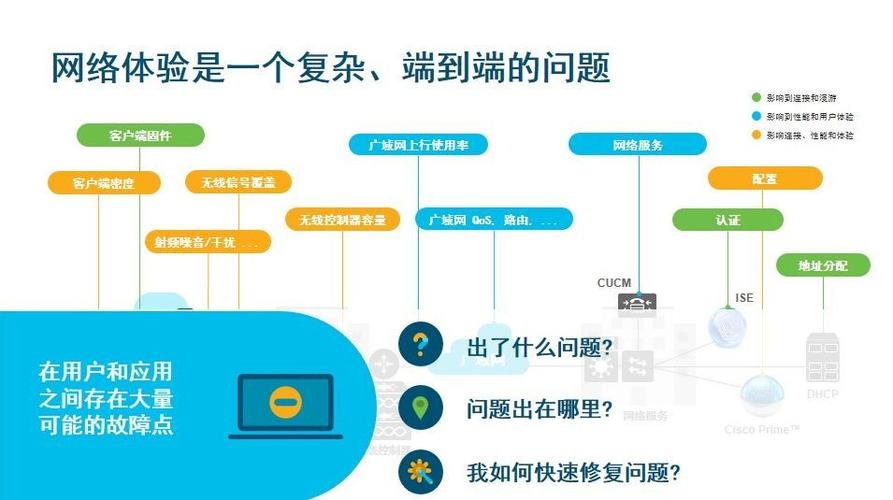 网络体验是一个复杂、端到端的问题
影响到连接和漫游
影响到性能和用户体验
影响连接、性能和体验
客户端固件
广域网上行使用率
网络服务
客户端密度
无线信号覆盖
配置
无线控制器容量
广域网 QoS, 路由, ...
认证
射频噪音/干扰 ...
地址分配
CUCM
ISE
在用户和应用
之间存在大量
可能的故障点
出了什么问题?
广域网
DHCP
问题出在哪里?
网络服务
Cisco Prime™
线控制器
我如何快速修复问题?